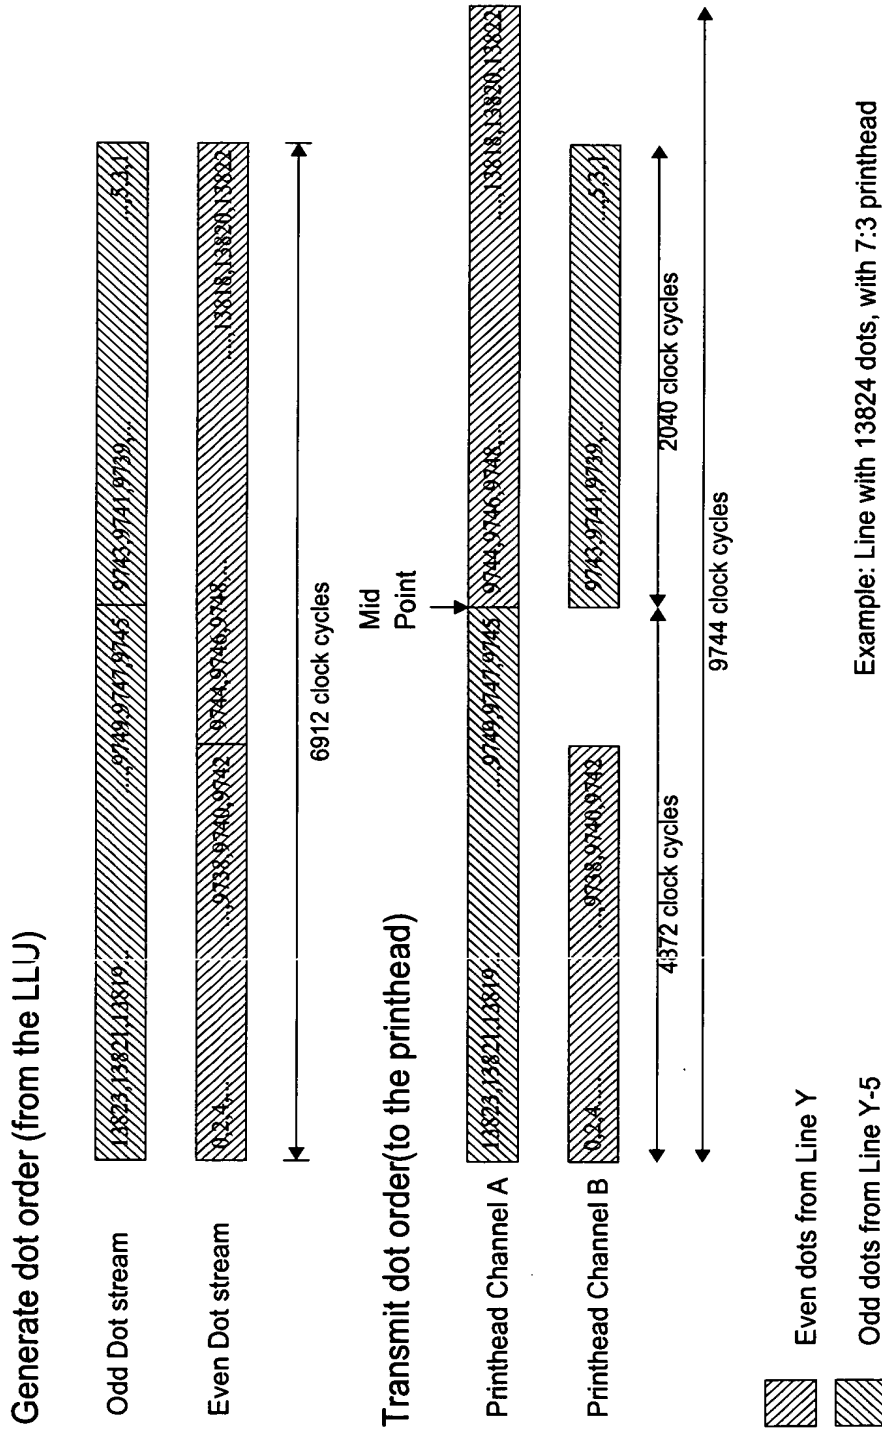 Generate dot order (from the LLU)
Odd Dot stream
13823,13821,13819...
...,9749,9747,9745
9743,9741,9739,...
...,5,3,1
Even Dot stream
0,2,4,...
...,9738,9740,9742
9744,9746,9748,...
....,13818,13820,13822
6912 clock cycles
Transmit dot order(to the printhead)
Mid
Point
Printhead Channel A
13823,13821,13819...
...,9749,9747,9745
9744,9746,9748,...
....,13818,13820,13822
Printhead Channel B
0,2,4.....
...,9738,9740,9742
9743,9741,9739,...
...,5,3,1
4872 clock cycles
2040 clock cycles
9744 clock cycles
Even dots from Line Y
Odd dots from Line Y-5
Example: Line with 13824 dots, with 7:3 printhead